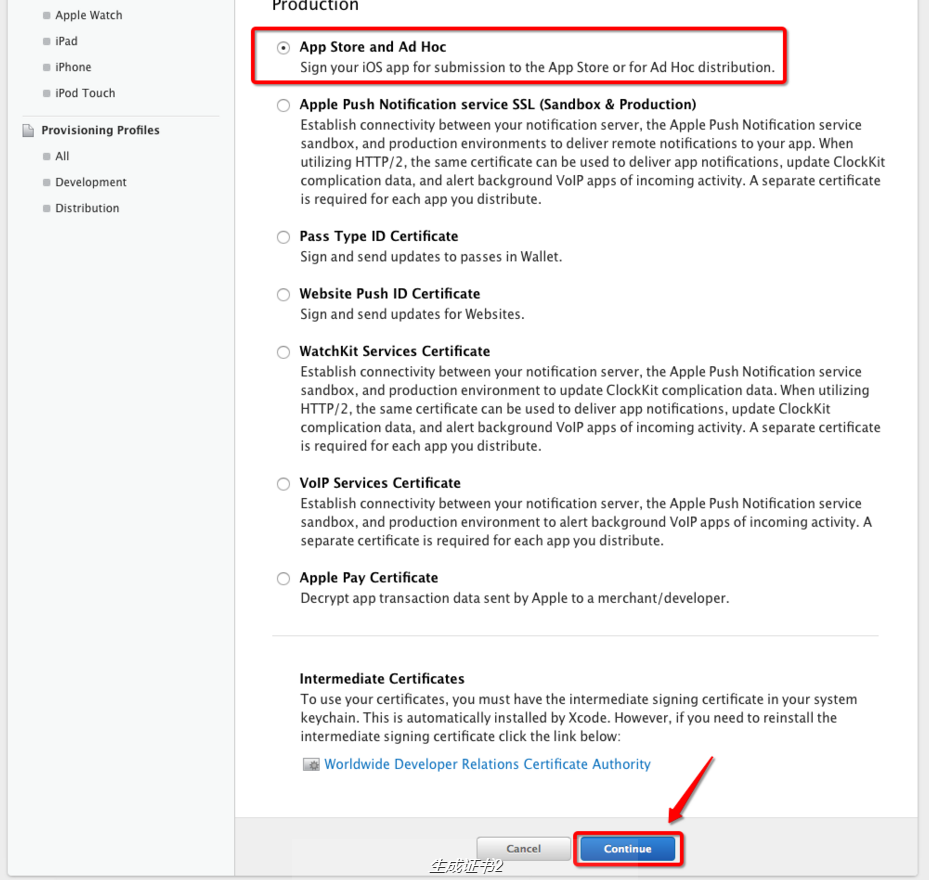 Production
Apple Watch
iPad
iPhone
iPod Touch
Provisioning Profiles
All
Development
Distribution
App Store and Ad Hoc
Sign your iOS app for submission to the App Store or for Ad Hoc distribution.
Apple Push Notification service SSL (Sandbox & Production)
Establish connectivity between your notification server, the Apple Push Notification service
sandbox, and production environments to deliver remote notifications to your app. When
utilizing HTTP/2, the same certificate can be used to deliver app notifications, update ClockKit
complication data, and alert background VoIP apps of incoming activity. A separate certificate
is required for each app you distribute.
Pass Type ID Certificate
Sign and send updates to passes in Wallet.
Website Push ID Certificate
Sign and send updates for Websites.
WatchKit Services Certificate
Establish connectivity between your notification server, the Apple Push Notification service
sandbox, and production environment to update ClockKit complication data. When utilizing
HTTP/2, the same certificate can be used to deliver app notifications, update ClockKit
complication data, and alert background VoIP apps of incoming activity. A separate certificate
is required for each app you distribute.
VoIP Services Certificate
Establish connectivity between your notification server, the Apple Push Notification service
sandbox, and production environment to alert background VoIP apps of incoming activity. A
separate certificate is required for each app you distribute.
Apple Pay Certificate
Decrypt app transaction data sent by Apple to a merchant/developer.
Intermediate Certificates
To use your certificates, you must have the intermediate signing certificate in your system
keychain. This is automatically installed by Xcode. However, if you need to reinstall the
intermediate signing certificate click the link below:
Worldwide Developer Relations Certificate Authority
Cancel
Continue
生成证书2